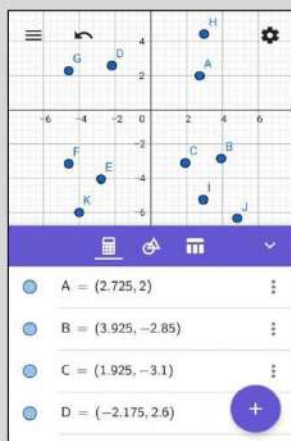 H
4
G
D
A
2
-6
-4
-2
0
2
4
6
-2
F
C
B
E
-4
K
I
-6
J
A = (2.725, 2)
B = (3.925, −2.85)
C = (1.925, −3.1)
D = (−2.175, 2.6)
+